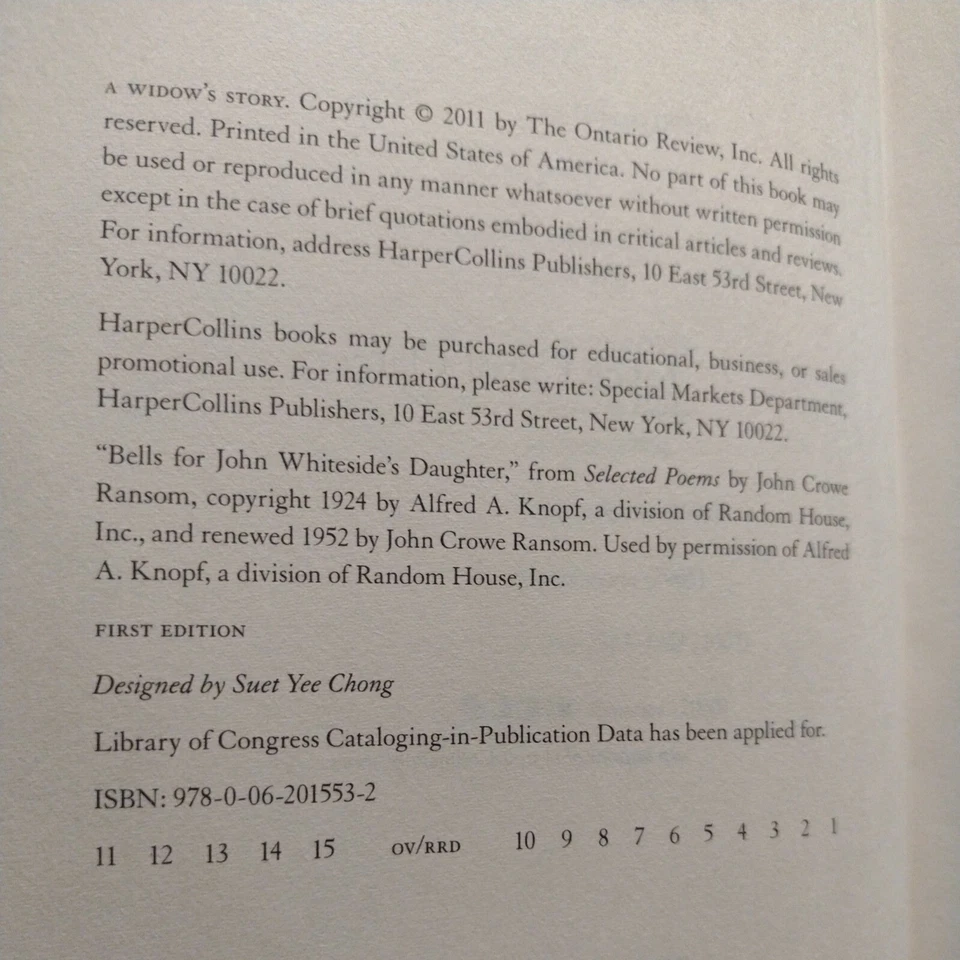 A WIDOW'S STORY. Copyright © 2011 by The Ontario Review, Inc. All rights
reserved. Printed in the United States of America. No part of this book may
be used or reproduced in any manner whatsoever without written permission
except in the case of brief quotations embodied in critical articles and reviews.
For information, address HarperCollins Publishers, 10 East 53rd Street, New
York, NY 10022.
HarperCollins books may be purchased for educational, business, or sales
promotional use. For information, please write: Special Markets Department,
HarperCollins Publishers, 10 East 53rd Street, New York, NY 10022.
“Bells for John Whiteside's Daughter,” from Selected Poems by John Crowe
Ransom, copyright 1924 by Alfred A. Knopf, a division of Random House,
Inc., and renewed 1952 by John Crowe Ransom. Used by permission of Alfred
A. Knopf, a division of Random House, Inc.
FIRST EDITION
Designed by Suet Yee Chong
Library of Congress Cataloging-in-Publication Data has been applied for.
ISBN: 978-0-06-201553-2
11 12 13 14 15 OV/RRD 10 9 8 7 6 5 4 3 2 1